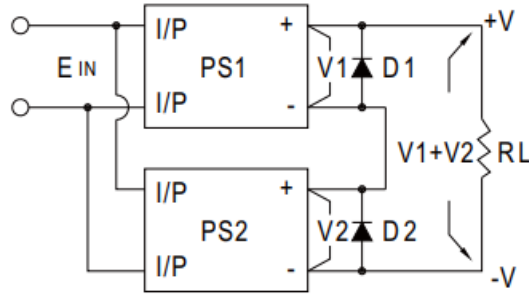 I/P + +V
E IN PS1 V1 D1
I/P -
V1+V2 RL
I/P +
PS2 V2 D2
I/P - -V